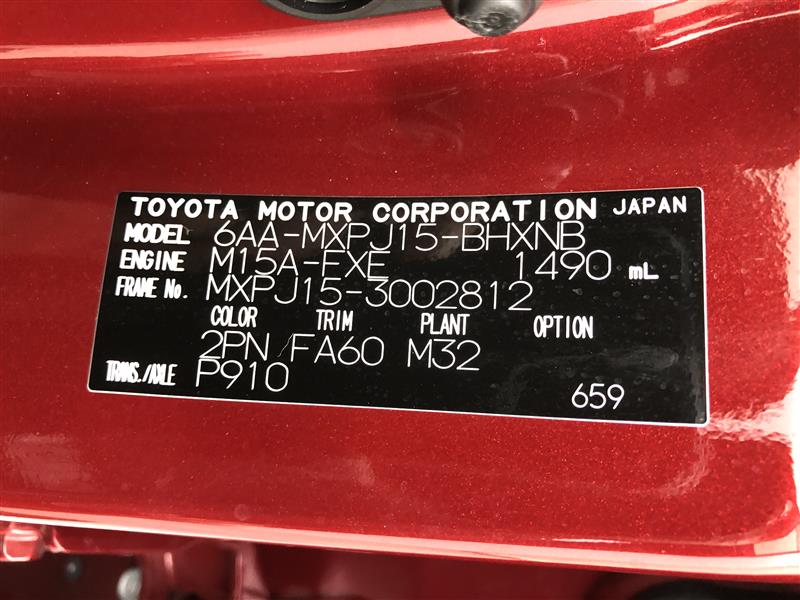 TOYOTA MOTOR CORPORATION JAPAN
MODEL 6AA-MXPJ15-BHXNB
ENGINE M15A-FXE 1490 mL
FRAME No. MXPJ15-3002812
COLOR TRIM PLANT OPTION
2PN FA60 M32
TRANS./AXLE P910
659